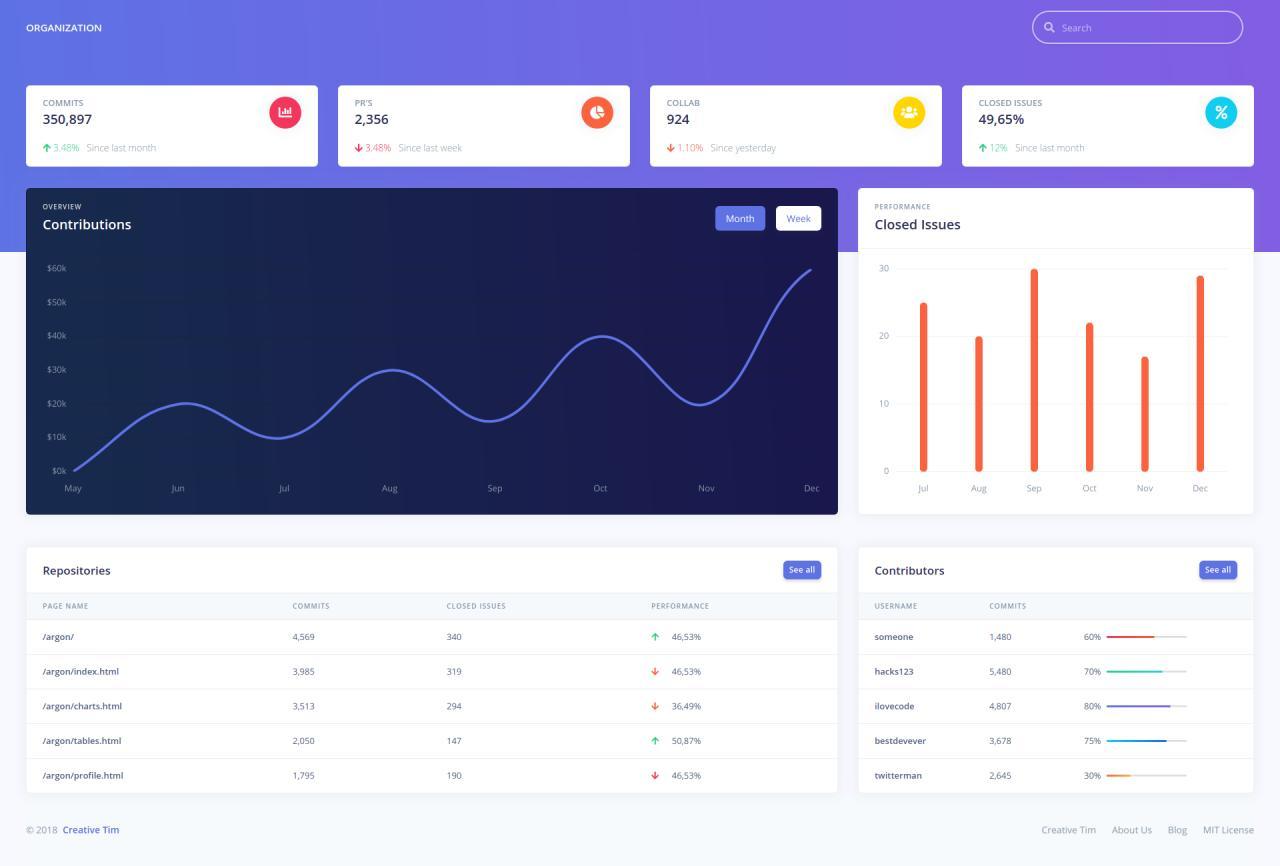 ORGANIZATION
Search
COMMITS
350,897
3.48% Since last month
PR'S
2,356
3.48% Since last week
COLLAB
924
1.10% Since yesterday
CLOSED ISSUES
49,65%
12% Since last month
OVERVIEW
Contributions
Month
Week
$60k
$50k
$40k
$30k
$20k
$10k
$0k
May Jun Jul Aug Sep Oct Nov Dec
PERFORMANCE
Closed Issues
30
20
10
0
Jul Aug Sep Oct Nov Dec
Repositories
See all
PAGE NAME COMMITS CLOSED ISSUES PERFORMANCE
/argon/ 4,569 340 46,53%
/argon/index.html 3,985 319 46,53%
/argon/charts.html 3,513 294 36,49%
/argon/tables.html 2,050 147 50,87%
/argon/profile.html 1,795 190 46,53%
Contributors
See all
USERNAME COMMITS
someone 1,480 60%
hacks123 5,480 70%
ilovecode 4,807 80%
bestdevever 3,678 75%
twitterman 2,645 30%
© 2018 Creative Tim
Creative Tim About Us Blog MIT License